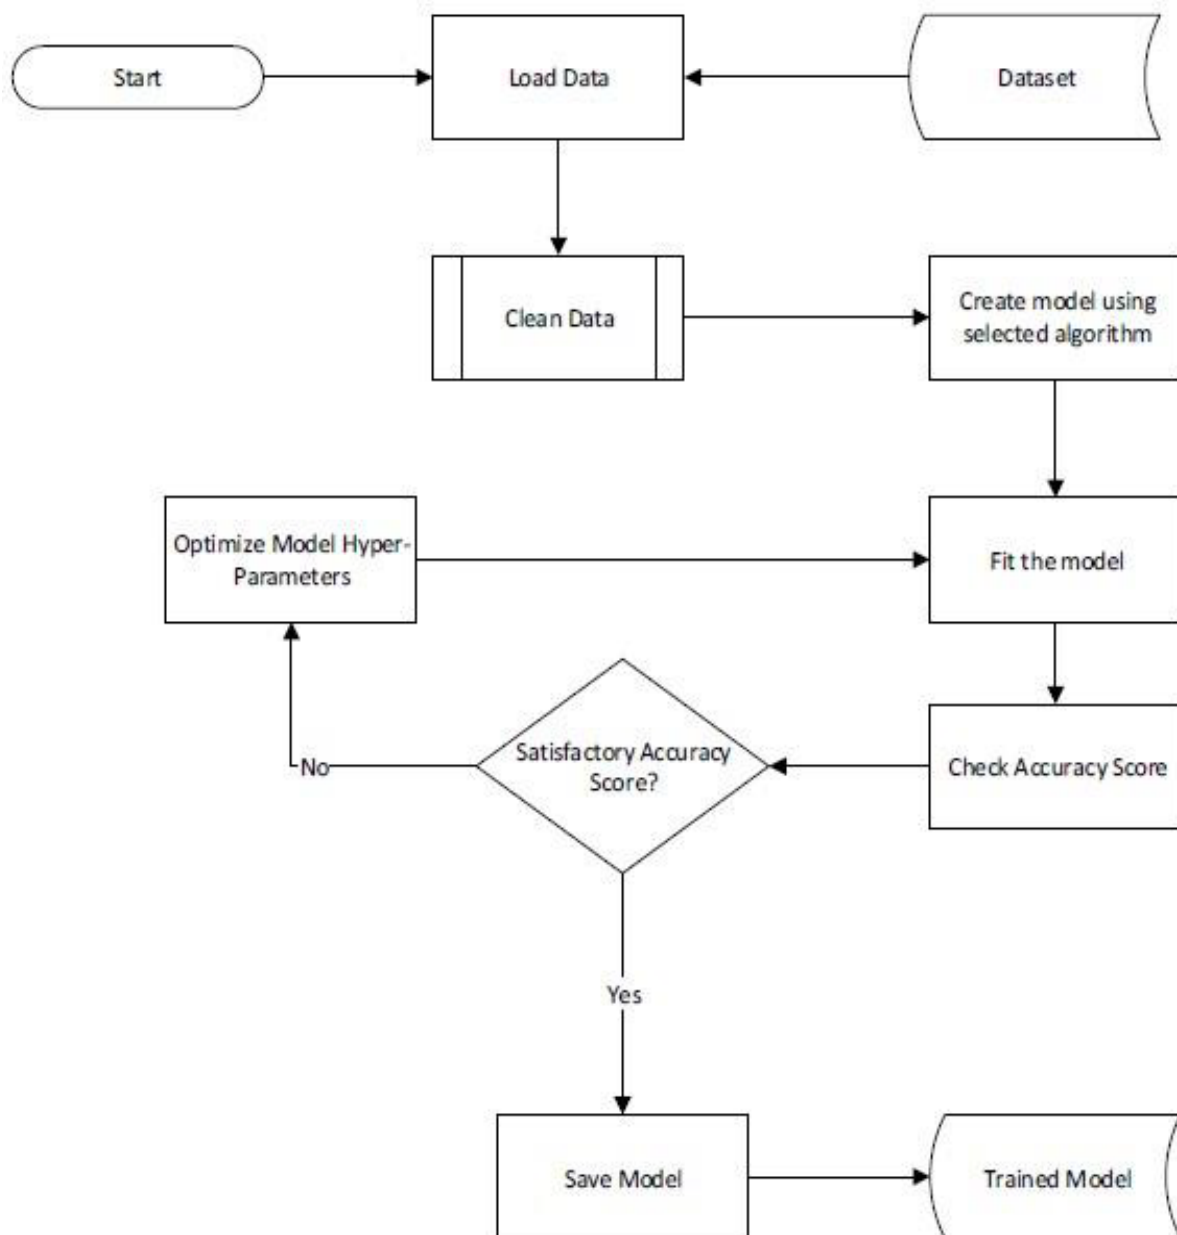 Start
Load Data
Dataset
Clean Data
Create model using
selected algorithm
Optimize Model Hyper-
Parameters
Fit the model
Satisfactory Accuracy
Score?
Check Accuracy Score
No
Yes
Save Model
Trained Model